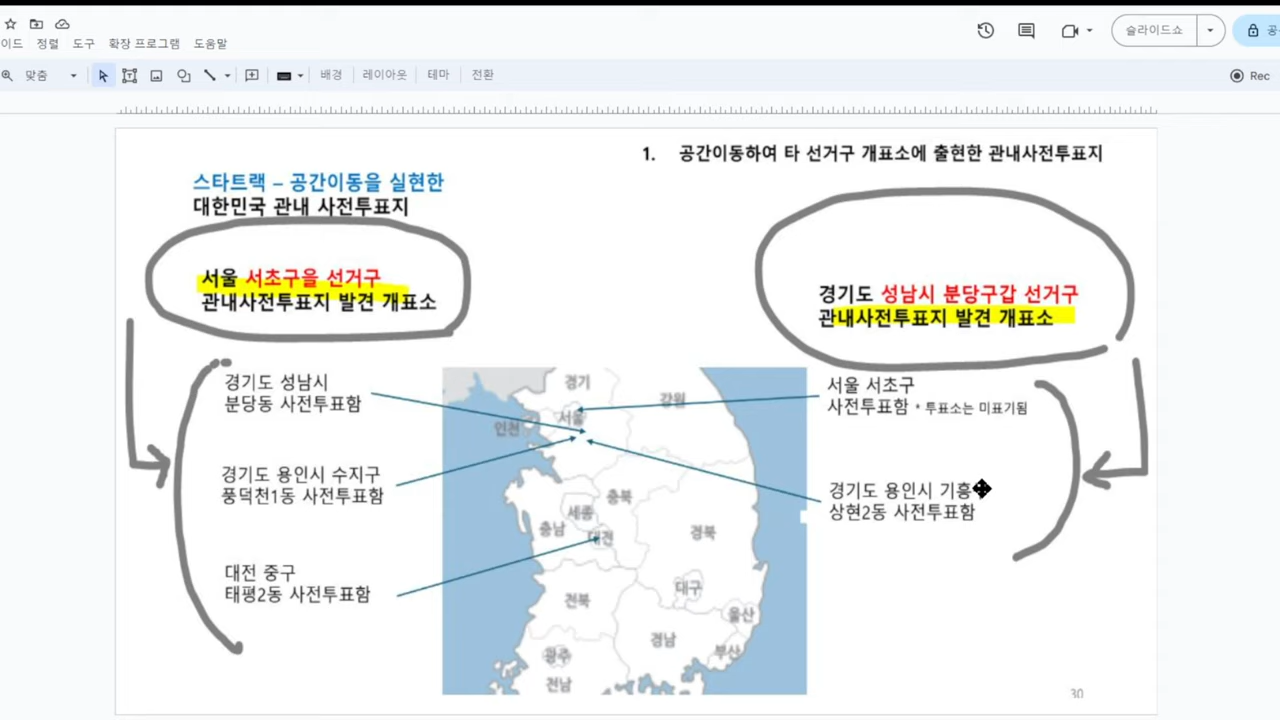 이드 정렬 도구 확장 프로그램 도움말
슬라이드쇼
맞춤
배경 레이아웃 테마 전환
Rec
1. 공간이동하여 타 선거구 개표소에 출현한 관내사전투표지
스타트랙 – 공간이동을 실현한
대한민국 관내 사전투표지
서울 서초구을 선거구
관내사전투표지 발견 개표소
경기도 성남시 분당구갑 선거구
관내사전투표지 발견 개표소
경기도 성남시
분당동 사전투표함
경기도 용인시 수지구
풍덕천1동 사전투표함
대전 중구
태평2동 사전투표함
경기
강원
서울
인천
충북
세종
충남
대전
경북
전북
대구
울산
경남
부산
광주
전남
서울 서초구
사전투표함 * 투표소는 미표기됨
경기도 용인시 기흥
상현2동 사전투표함
30